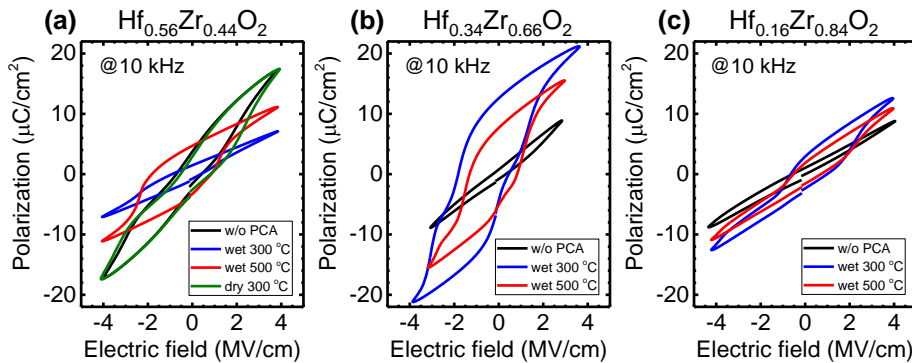 (a) Hf₀.₅₆Zr₀.₄₄O₂
@10 kHz
Polarization (μC/cm²)
20
10
0
-10
-20
w/o PCA
wet 300 °C
wet 500 °C
dry 300 °C
-4 -2 0 2 4
Electric field (MV/cm)
(b) Hf₀.₃₄Zr₀.₆₆O₂
@10 kHz
Polarization (μC/cm²)
20
10
0
-10
-20
w/o PCA
wet 300 °C
wet 500 °C
-4 -2 0 2 4
Electric field (MV/cm)
(c) Hf₀.₁₆Zr₀.₈₄O₂
@10 kHz
Polarization (μC/cm²)
20
10
0
-10
-20
w/o PCA
wet 300 °C
wet 500 °C
-4 -2 0 2 4
Electric field (MV/cm)